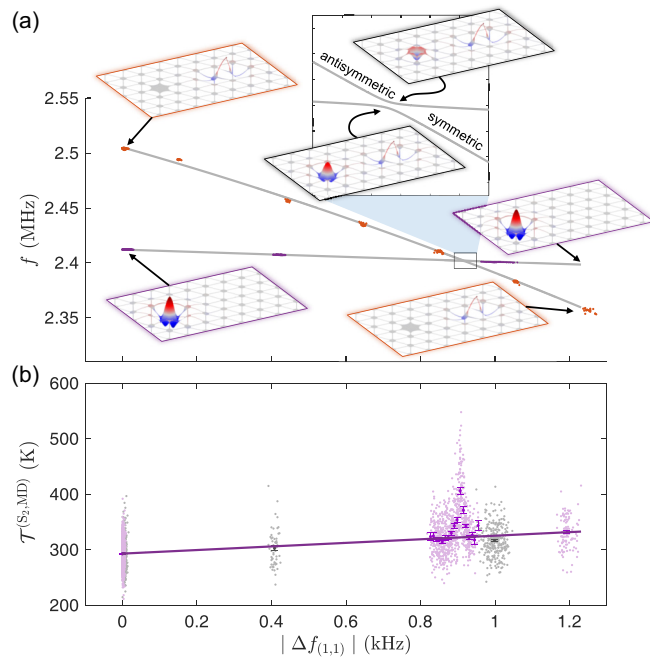 (a)
antisymmetric
symmetric
2.55
2.5
2.45
2.4
2.35
f (MHz)
(b)
600
500
400
300
200
𝒯^(S₂,MD) (K)
0
0.2
0.4
0.6
0.8
1
1.2
| Δf₍₁,₁₎ | (kHz)